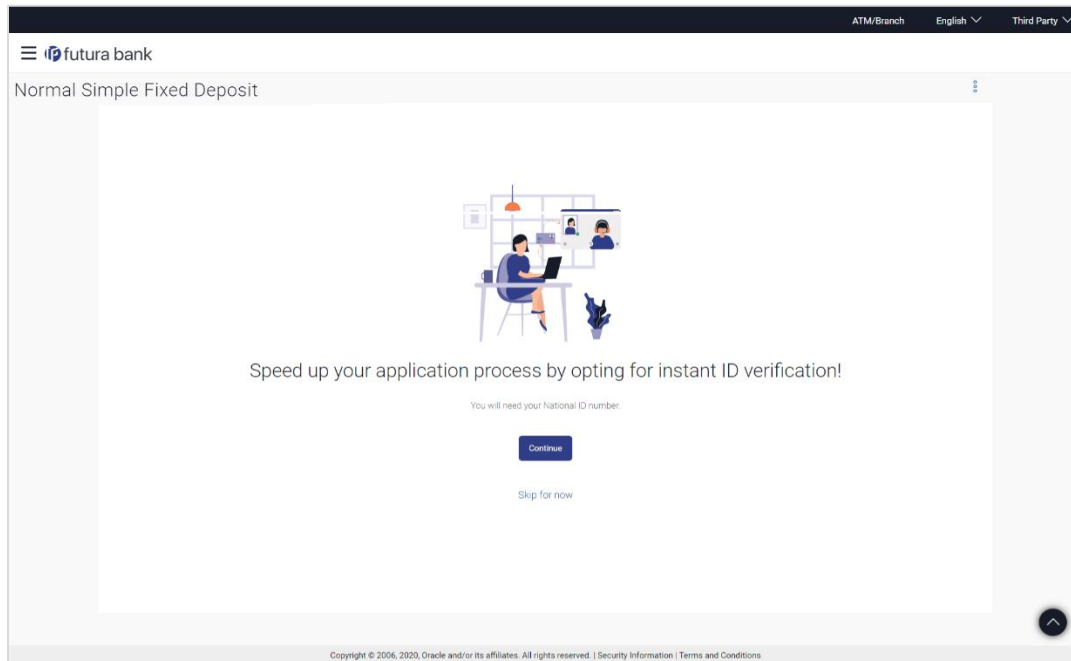 ATM/Branch English Third Party
futura bank
Normal Simple Fixed Deposit
Speed up your application process by opting for instant ID verification!
You will need your National ID number.
Continue
Skip for now
Copyright © 2006, 2020, Oracle and/or its affiliates. All rights reserved. | Security Information | Terms and Conditions